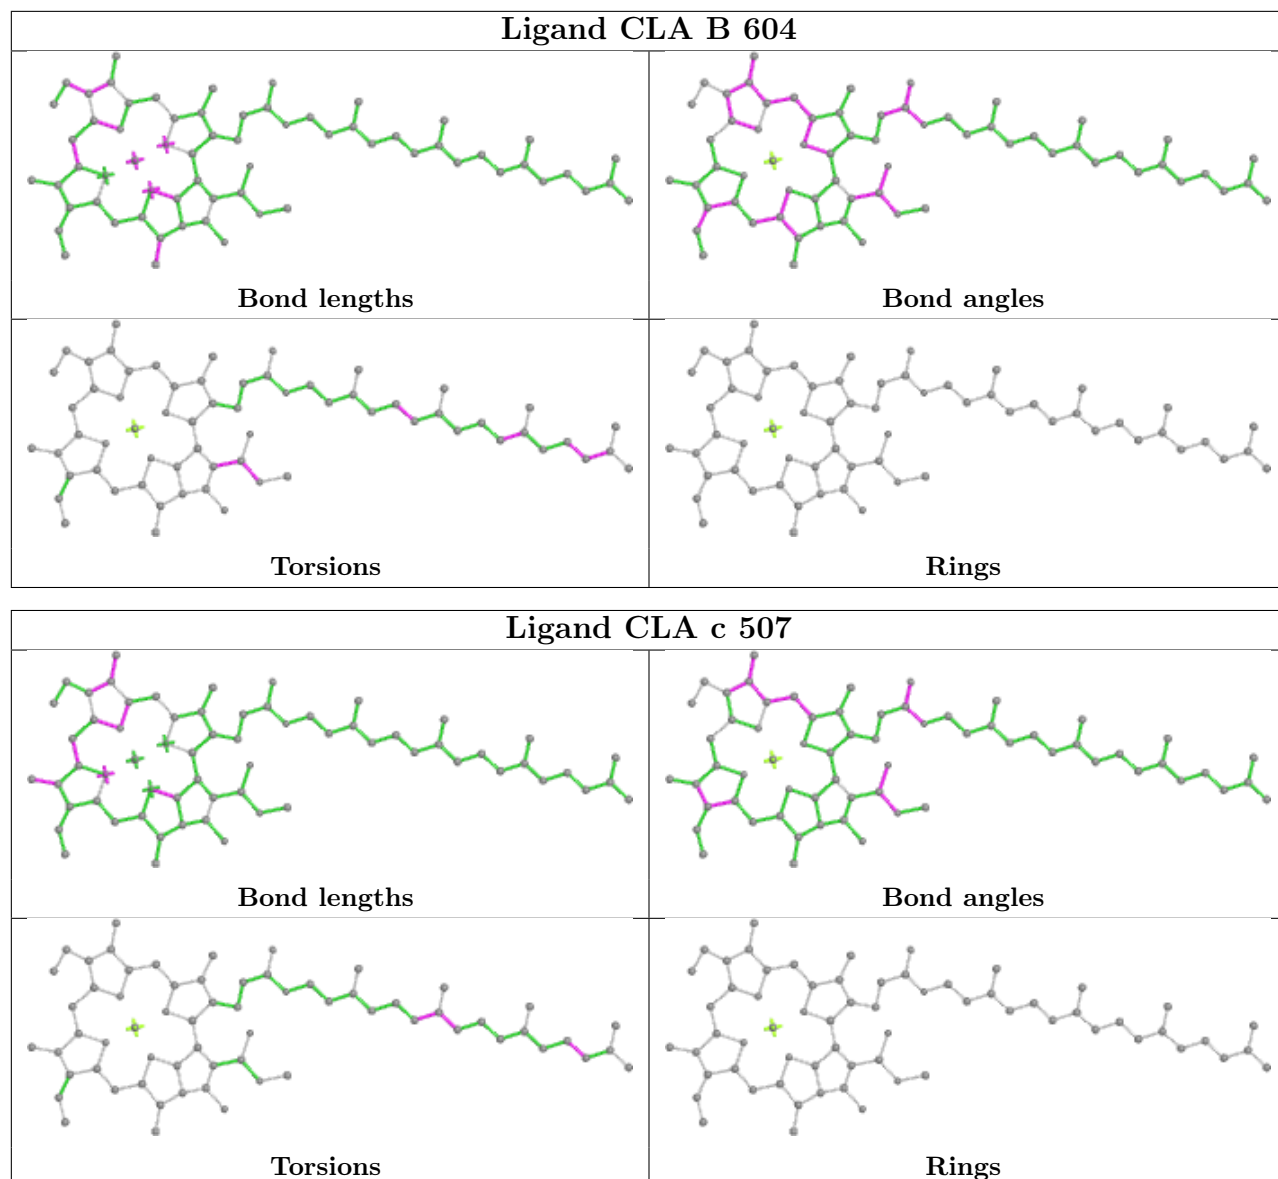 Ligand CLA B 604
Bond lengths
Bond angles
Torsions
Rings
Ligand CLA c 507
Bond lengths
Bond angles
Torsions
Rings